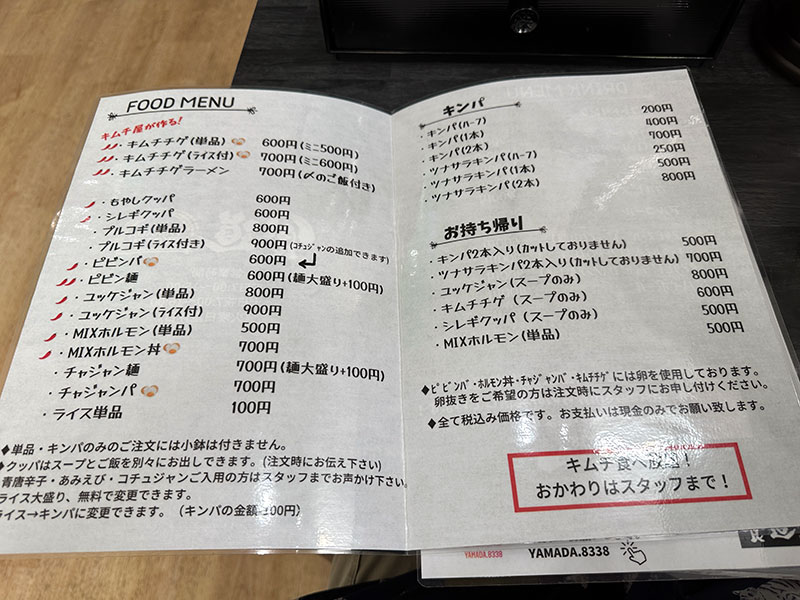 FOOD MENU
キムチ屋が作る!
・キムチチゲ(単品) 600円(ミニ500円)
・キムチチゲ(ライス付) 700円(ミニ600円)
・キムチチゲラーメン 700円(〆のご飯付き)
・もやしクッパ 600円
・シレギクッパ 600円
・プルコギ(単品) 800円
・プルコギ(ライス付き) 900円(コチュジャンの追加できます)
・ピビンパ 600円
・ビビン麺 600円(麺大盛り+100円)
・ユッケジャン(単品) 800円
・ユッケジャン(ライス付) 900円
・MIXホルモン(単品) 500円
・MIXホルモン丼 700円
・チャジャン麺 700円(麺大盛り+100円)
・チャジャンパ 700円
・ライス単品 100円
◆単品・キンパのみのご注文には小鉢は付きません。
◆クッパはスープとご飯を別々にお出しできます。(注文時にお伝え下さい)
青唐辛子・あみえび・コチュジャンご入用の方はスタッフまでお声かけ下さい。
ライス大盛り、無料で変更できます。
ライス→キンパに変更できます。(キンパの金額-100円)
キンパ
・キンパ(ハーフ) 200円
・キンパ(1本) 400円
・キンパ(2本) 700円
・ツナサラキンパ(ハーフ) 250円
・ツナサラキンパ(1本) 500円
・ツナサラキンパ(2本) 800円
お持ち帰り
・キンパ2本入り(カットしておりません) 500円
・ツナサラキンパ2本入り(カットしておりません) 700円
・ユッケジャン(スープのみ) 800円
・キムチチゲ(スープのみ) 600円
・シレギクッパ(スープのみ) 500円
・MIXホルモン(単品) 500円
◆ピビンパ・ホルモン丼・チャジャンパ・キムチチゲには卵を使用しております。
卵抜きをご希望の方は注文時にスタッフにお申し付けください。
◆全て税込み価格です。お支払いは現金のみでお願い致します。
キムチ食べ放題!
おかわりはスタッフまで!
YAMADA.8338
YAMADA.8338